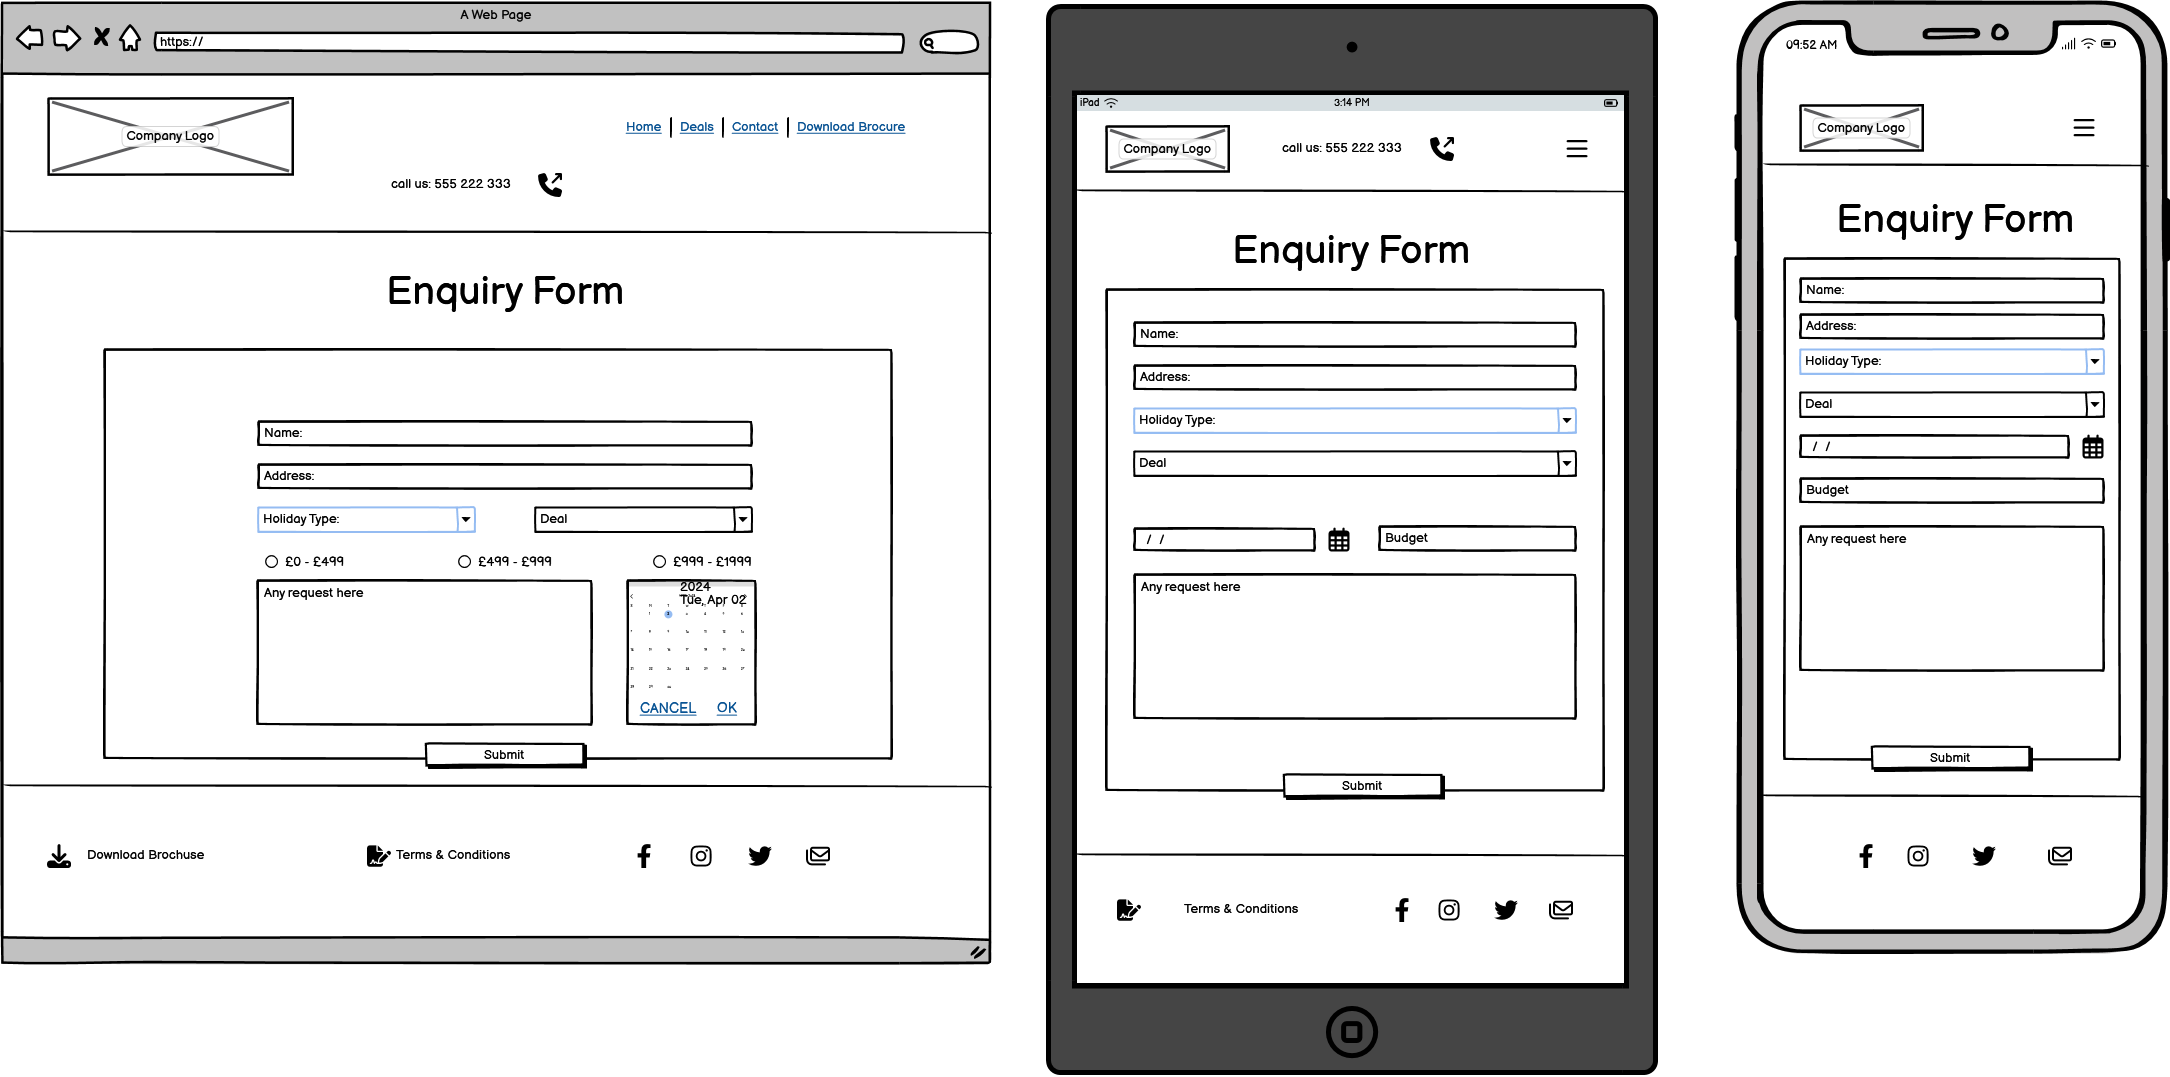 A Web Page
https://
Company Logo
Home
Deals
Contact
Download Brocure
call us: 555 222 333
Enquiry Form
Name:
Address:
Holiday Type:
Deal
£0 - £499
£499 - £999
£999 - £1999
Any request here
2024
Tue, Apr 02
CANCEL
OK
Submit
Download Brochuse
Terms & Conditions
iPad
3:14 PM
Company Logo
call us: 555 222 333
Enquiry Form
Name:
Address:
Holiday Type:
Deal
/ /
Budget
Any request here
Submit
Terms & Conditions
09:52 AM
Company Logo
Enquiry Form
Name:
Address:
Holiday Type:
Deal
/ /
Budget
Any request here
Submit